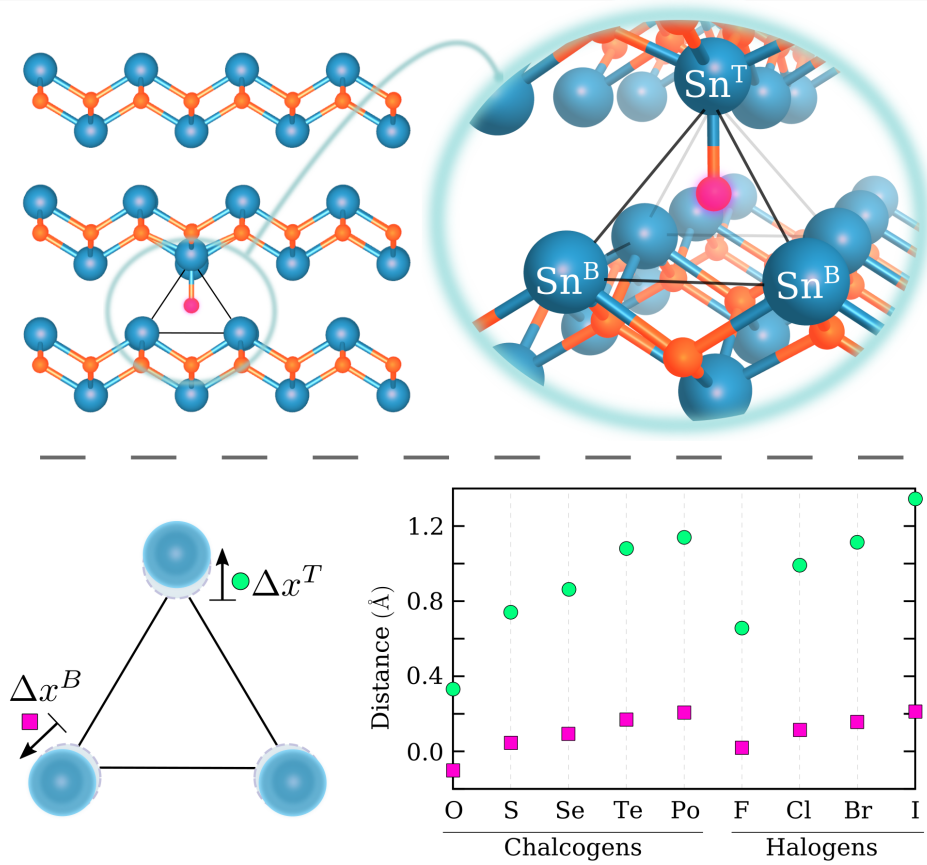 Sn^T
Sn^B
Sn^B
Δx^T
Δx^B
Distance (Å)
1.2
0.8
0.4
0.0
O S Se Te Po F Cl Br I
Chalcogens Halogens